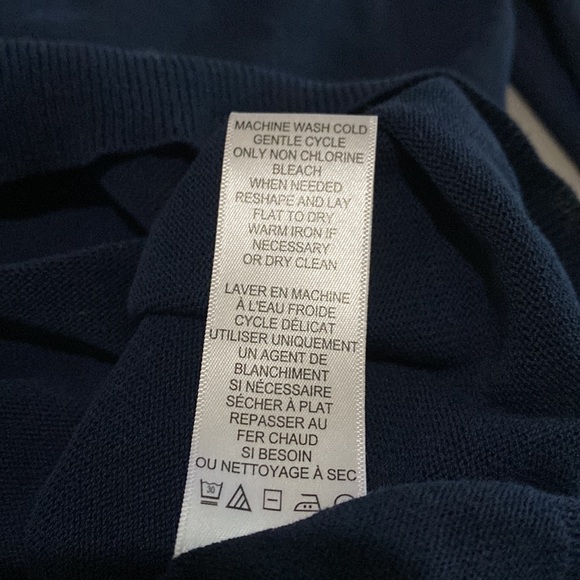 MACHINE WASH COLD
GENTLE CYCLE
ONLY NON CHLORINE
BLEACH
WHEN NEEDED
RESHAPE AND LAY
FLAT TO DRY
WARM IRON IF
NECESSARY
OR DRY CLEAN
LAVER EN MACHINE
À L'EAU FROIDE
CYCLE DÉLICAT
UTILISER UNIQUEMENT
UN AGENT DE
BLANCHIMENT
SI NÉCESSAIRE
SÉCHER À PLAT
REPASSER AU
FER CHAUD
SI BESOIN
OU NETTOYAGE À SEC
30